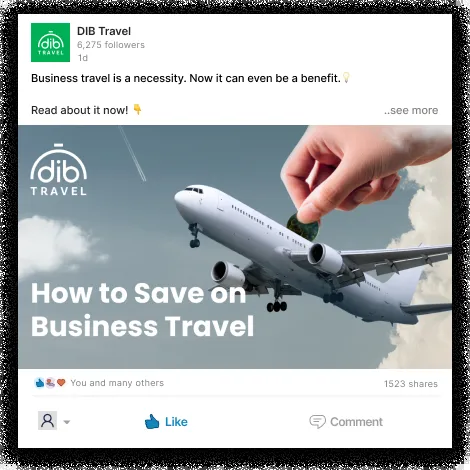 dib
TRAVEL
DIB Travel
6,275 followers
1d
Business travel is a necessity. Now it can even be a benefit.💡
Read about it now! 👇
..see more
dib
TRAVEL
How to Save on
Business Travel
You and many others
1523 shares
Like
Comment